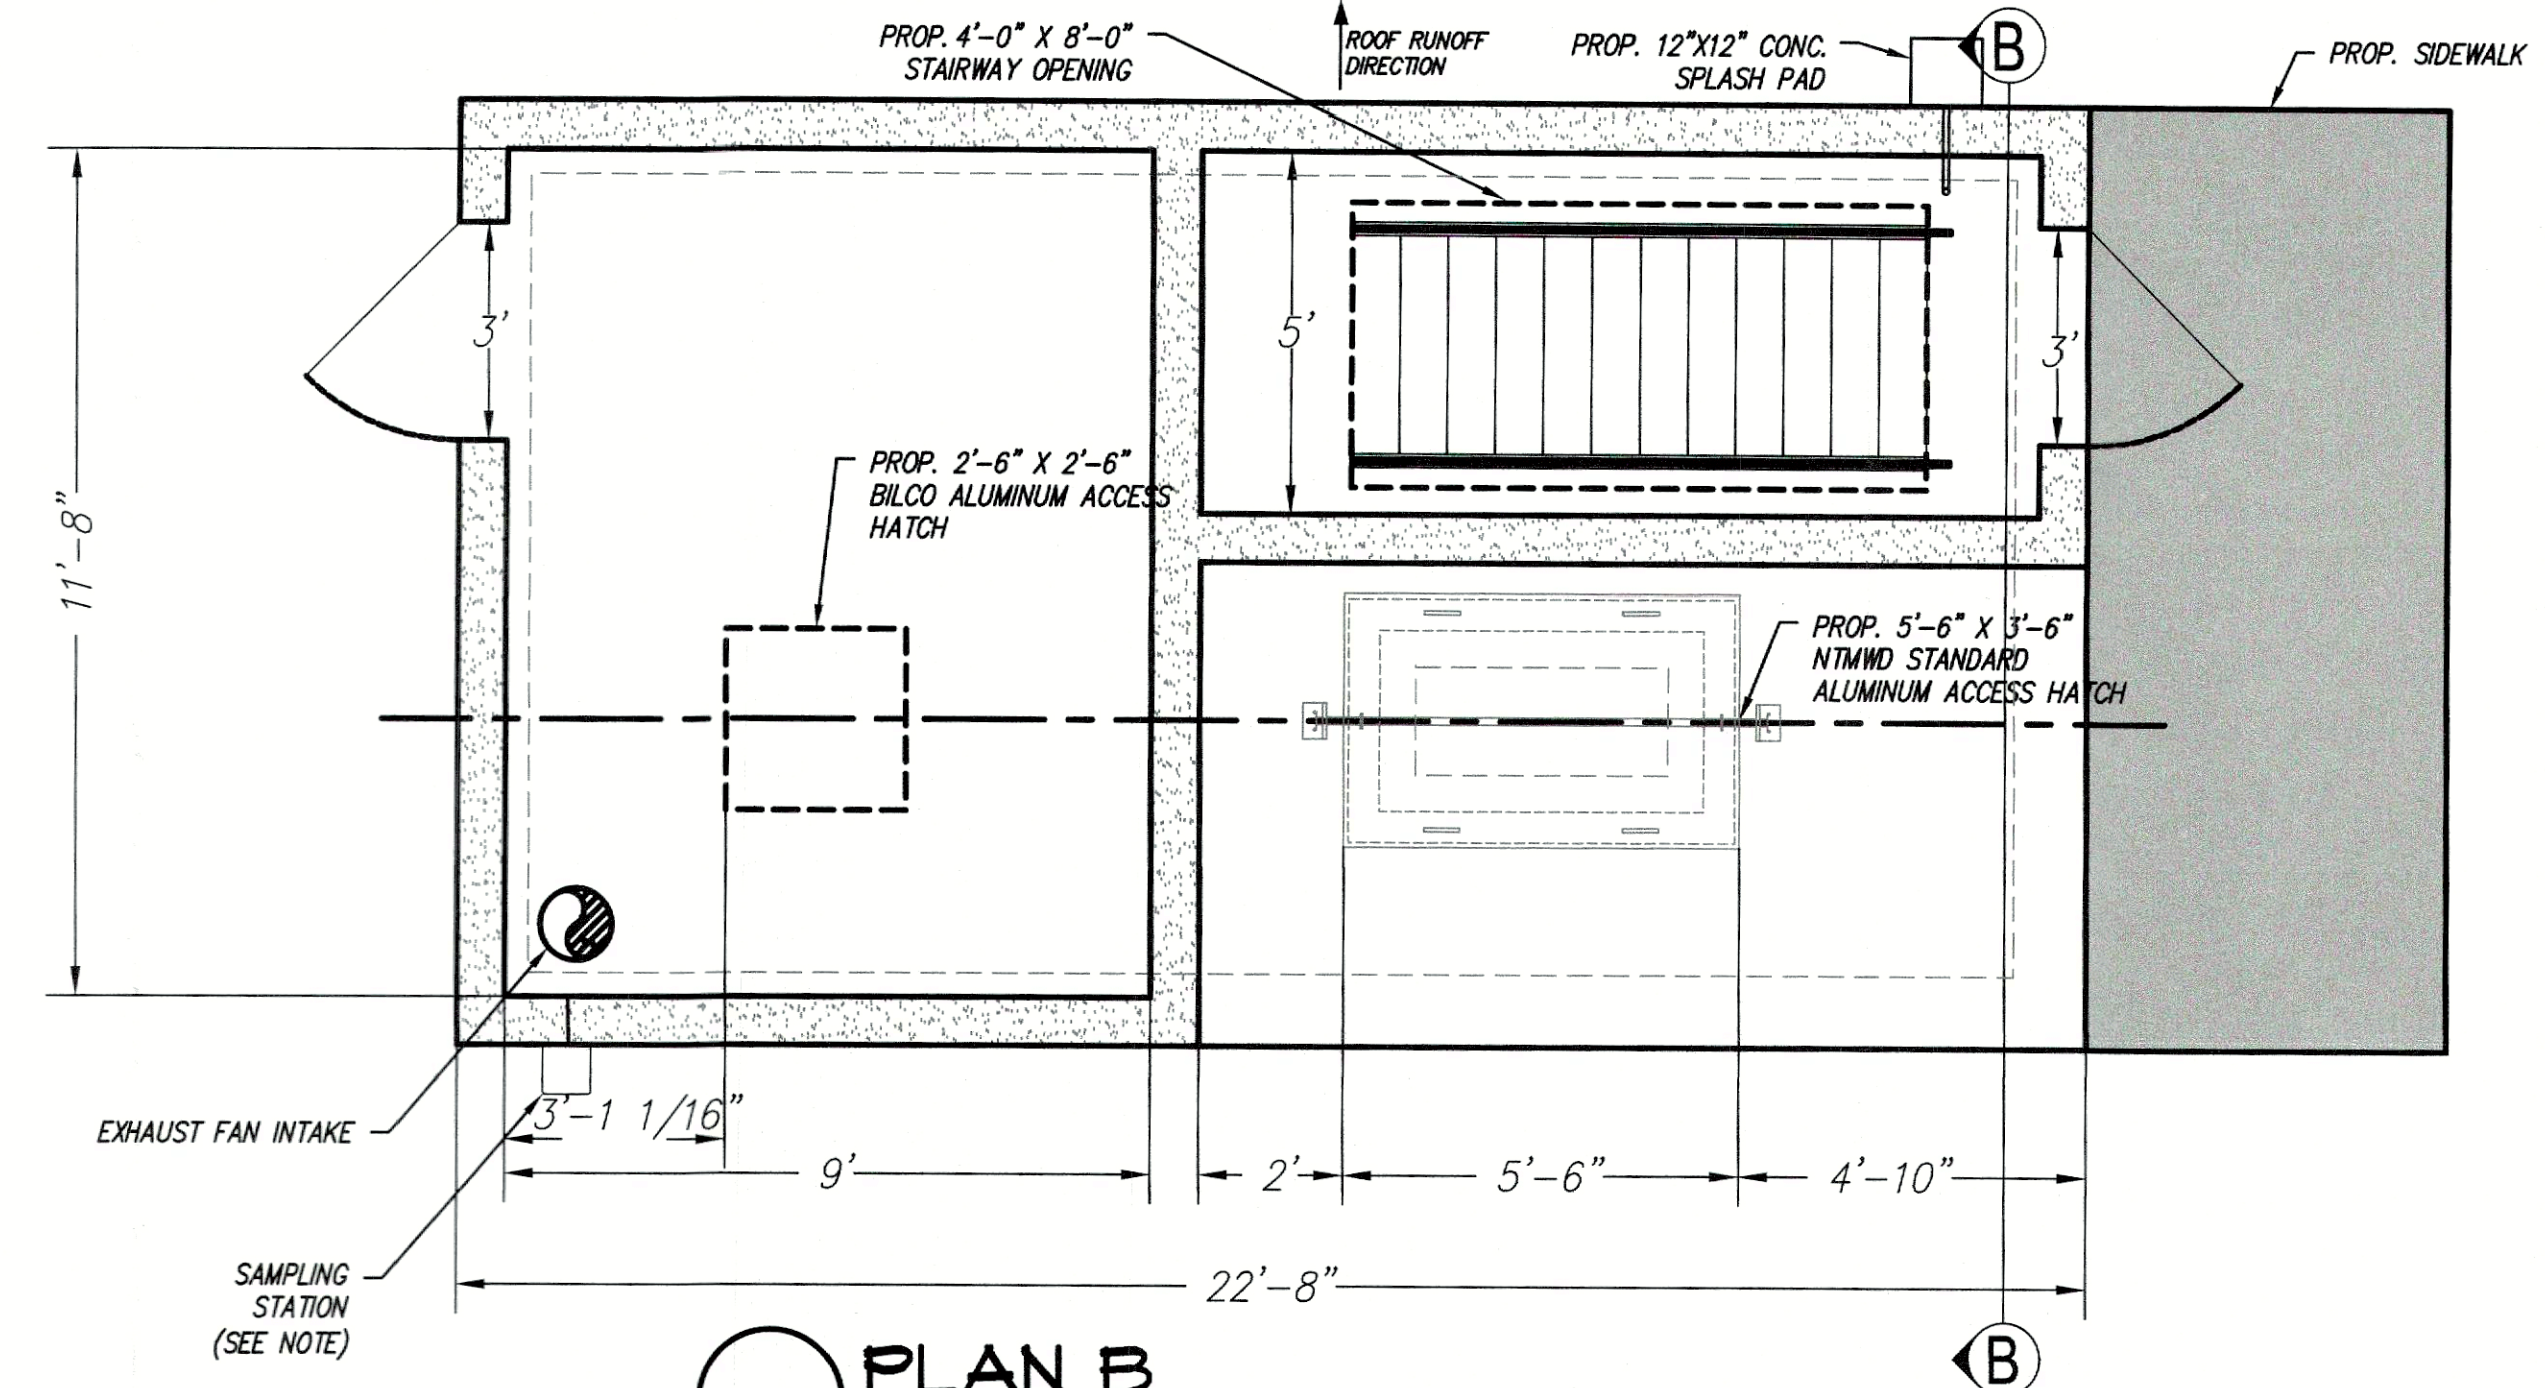 PROP. 4'-0" X 8'-0"
STAIRWAY OPENING
ROOF RUNOFF
DIRECTION
PROP. 12"X12" CONC.
SPLASH PAD
B
PROP. SIDEWALK
3'
5'
3'
11'-8"
PROP. 2'-6" X 2'-6"
BILCO ALUMINUM ACCESS
HATCH
PROP. 5'-6" X 3'-6"
NTMWD STANDARD
ALUMINUM ACCESS HATCH
EXHAUST FAN INTAKE
3'-1 1/16"
9'
2'
5'-6"
4'-10"
SAMPLING
STATION
(SEE NOTE)
22'-8"
PLAN B
B